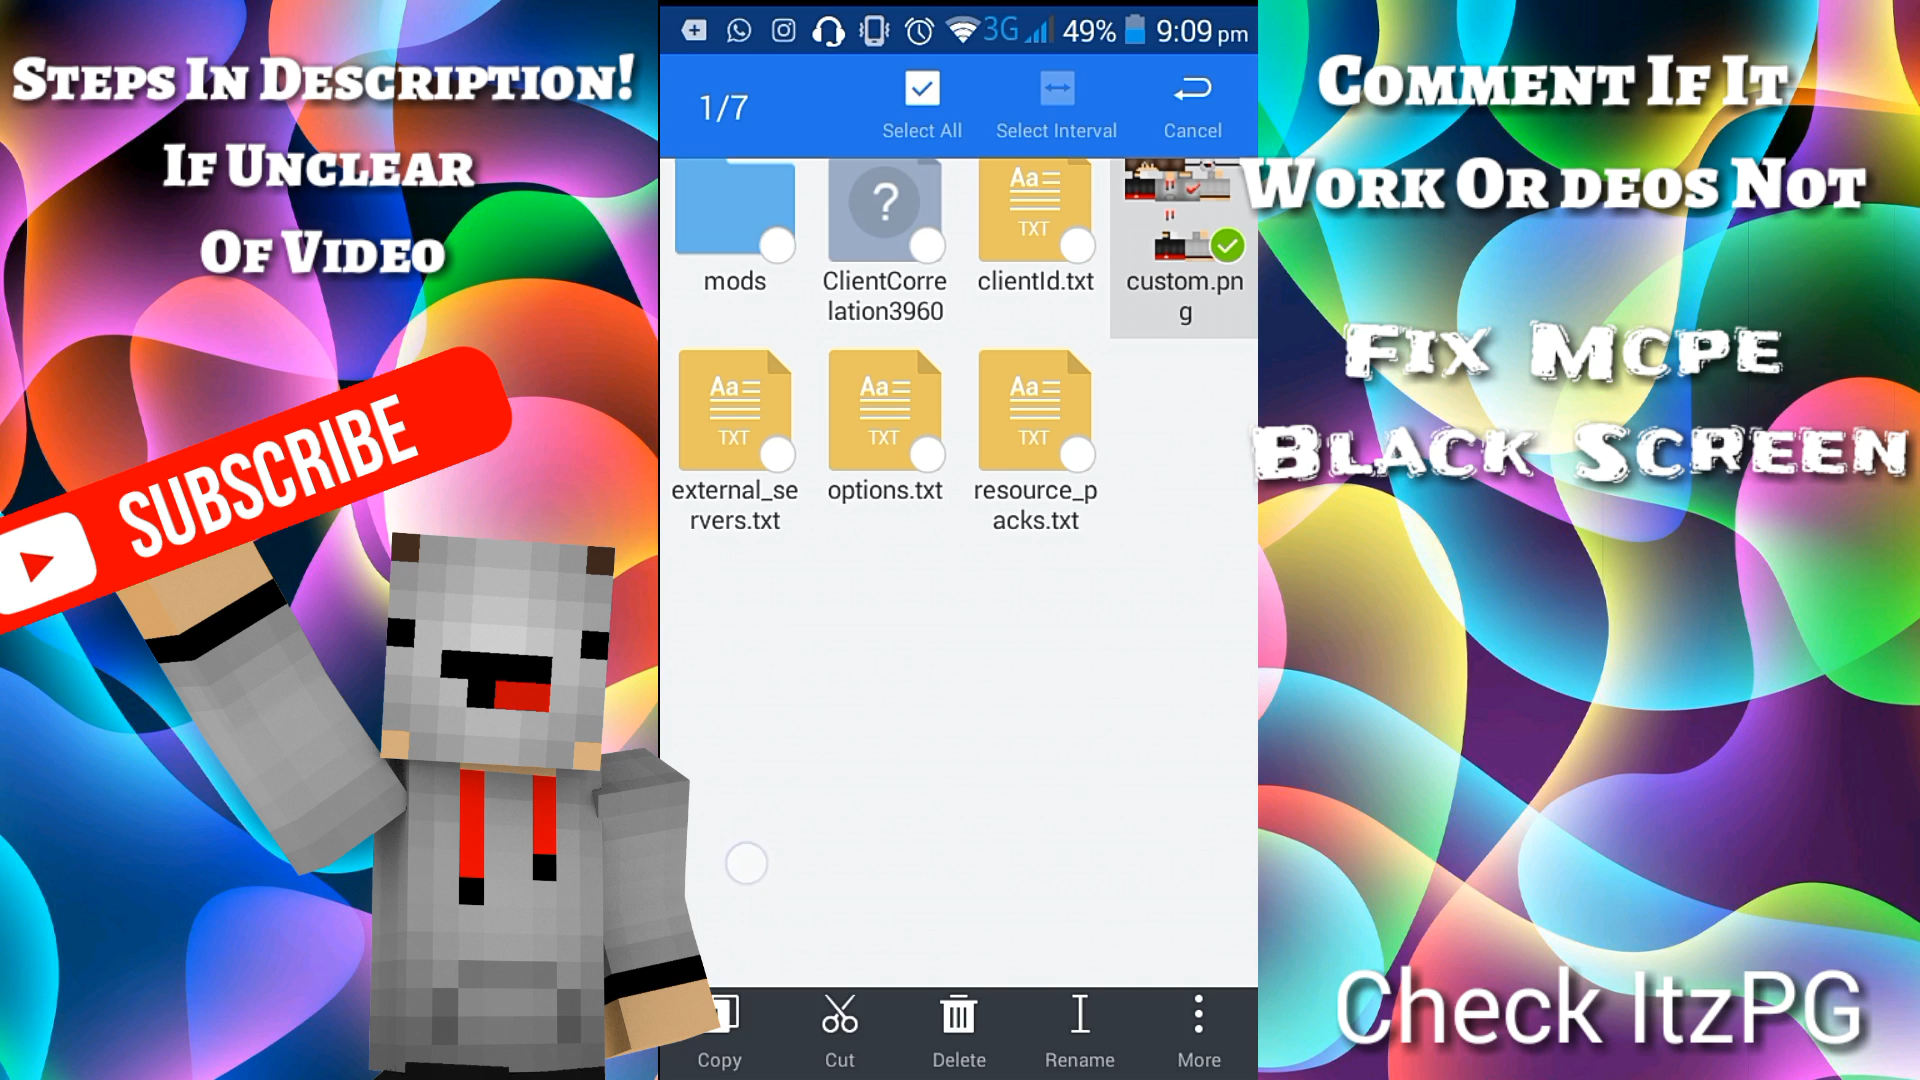 Steps In Description!
If Unclear
Of Video
SUBSCRIBE
3G 49% 9:09 pm
1/7
Select All
Select Interval
Cancel
mods
ClientCorre
lation3960
Aa
TXT
clientId.txt
custom.pn
g
Aa
TXT
external_se
rvers.txt
Aa
TXT
options.txt
Aa
TXT
resource_p
acks.txt
Copy
Cut
Delete
Rename
More
Comment If It
Work Or deos Not
Fix Mcpe
Black Screen
Check ItzPG